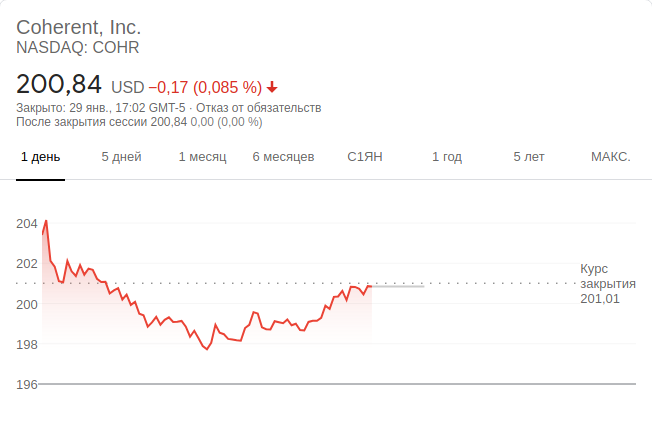 Coherent, Inc.
NASDAQ: COHR
200,84 USD −0,17 (0,085 %)
Закрыто: 29 янв., 17:02 GMT-5 · Отказ от обязательств
После закрытия сессии 200,84 0,00 (0,00 %)
1 день 5 дней 1 месяц 6 месяцев С1ЯН 1 год 5 лет МАКС.
204
202
200
198
196
Курс
закрытия
201,01